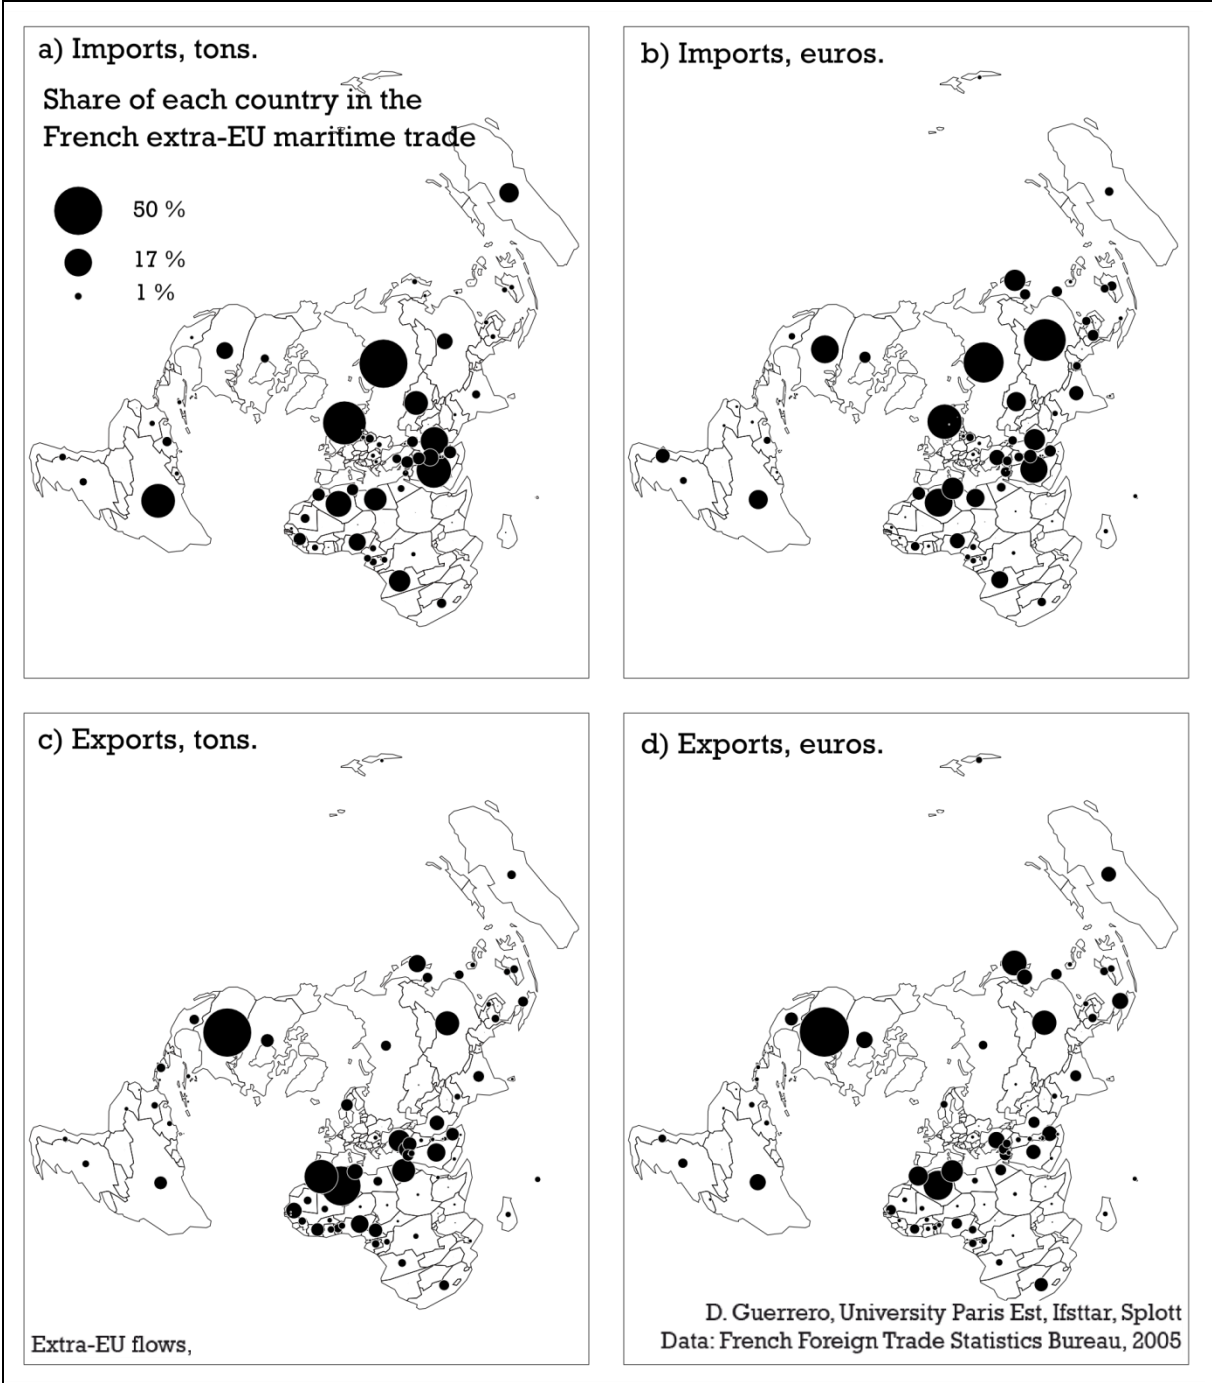 a) Imports, tons.
Share of each country in the
French extra-EU maritime trade
50 %
17 %
1 %
b) Imports, euros.
c) Exports, tons.
Extra-EU flows,
d) Exports, euros.
D. Guerrero, University Paris Est, Ifsttar, Splott
Data: French Foreign Trade Statistics Bureau, 2005